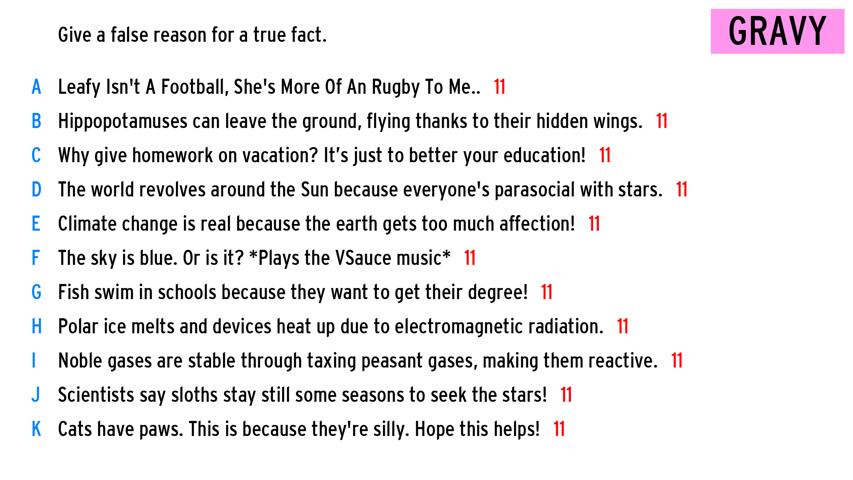 Give a false reason for a true fact.
GRAVY
A Leafy Isn't A Football, She's More Of An Rugby To Me.. 11
B Hippopotamuses can leave the ground, flying thanks to their hidden wings. 11
C Why give homework on vacation? It’s just to better your education! 11
D The world revolves around the Sun because everyone's parasocial with stars. 11
E Climate change is real because the earth gets too much affection! 11
F The sky is blue. Or is it? *Plays the VSauce music* 11
G Fish swim in schools because they want to get their degree! 11
H Polar ice melts and devices heat up due to electromagnetic radiation. 11
I Noble gases are stable through taxing peasant gases, making them reactive. 11
J Scientists say sloths stay still some seasons to seek the stars! 11
K Cats have paws. This is because they're silly. Hope this helps! 11